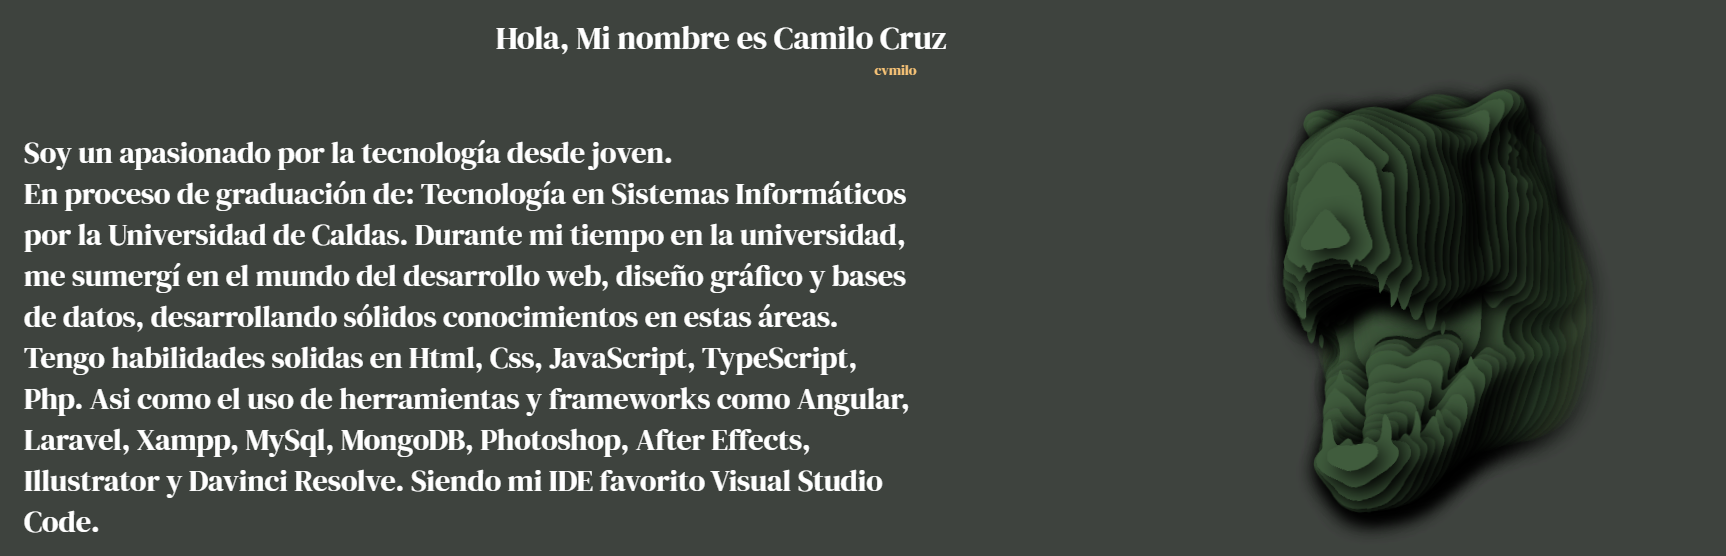 Hola, Mi nombre es Camilo Cruz
cvmilo
Soy un apasionado por la tecnología desde joven.
En proceso de graduación de: Tecnología en Sistemas Informáticos
por la Universidad de Caldas. Durante mi tiempo en la universidad,
me sumergí en el mundo del desarrollo web, diseño gráfico y bases
de datos, desarrollando sólidos conocimientos en estas áreas.
Tengo habilidades solidas en Html, Css, JavaScript, TypeScript,
Php. Asi como el uso de herramientas y frameworks como Angular,
Laravel, Xampp, MySql, MongoDB, Photoshop, After Effects,
Illustrator y Davinci Resolve. Siendo mi IDE favorito Visual Studio
Code.